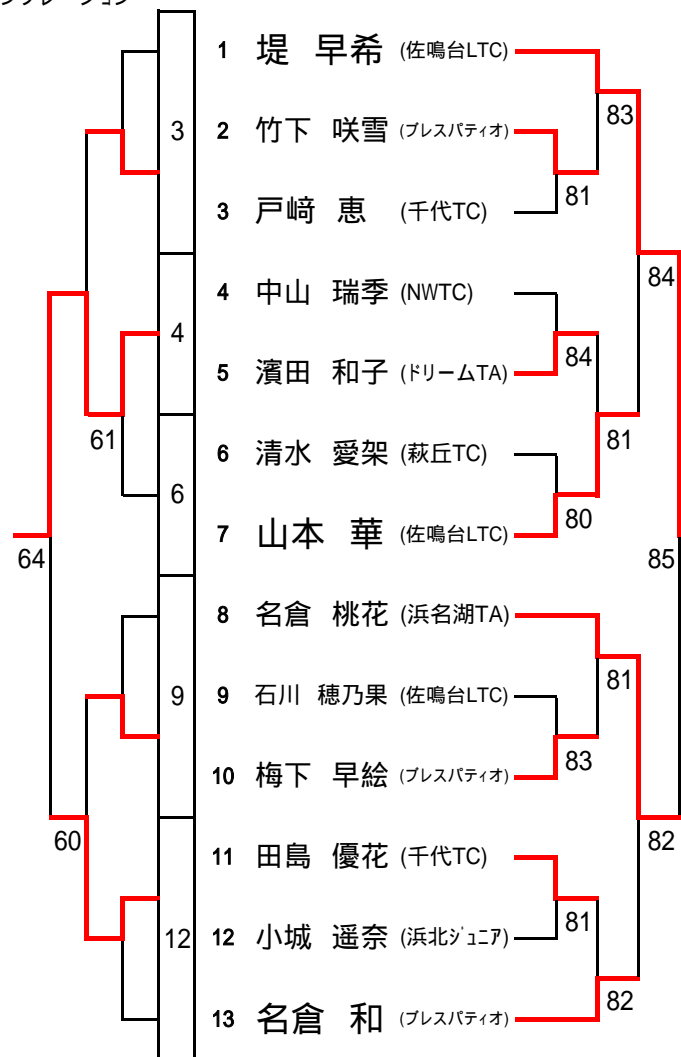 1 堤 早希 (佐鳴台LTC)
83
3
2 竹下 咲雪 (ブレスパティオ)
81
3 戸﨑 恵 (千代TC)
84
4 中山 瑞季 (NWTC)
4
84
5 濱田 和子 (ドリームTA)
61
81
6 清水 愛架 (萩丘TC)
6
80
7 山本 華 (佐鳴台LTC)
64
85
8 名倉 桃花 (浜名湖TA)
81
9
9 石川 穂乃果 (佐鳴台LTC)
83
10 梅下 早絵 (ブレスパティオ)
60
82
11 田島 優花 (千代TC)
81
12
12 小城 遥奈 (浜北ジュニア)
82
13 名倉 和 (ブレスパティオ)